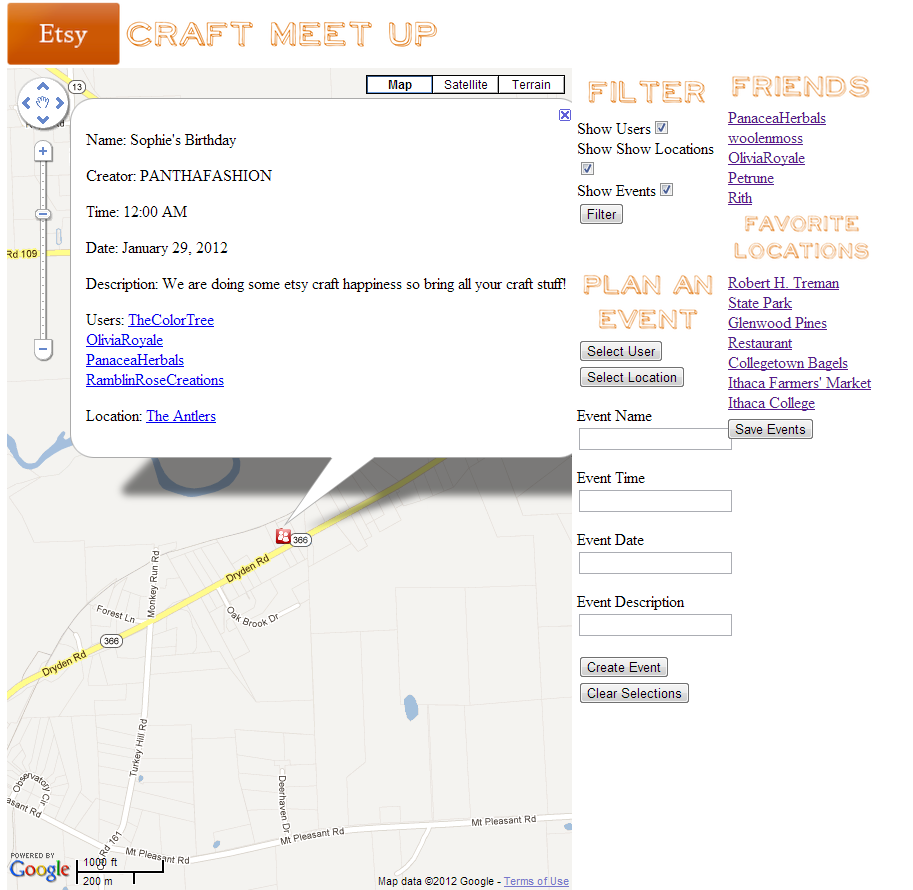 Etsy
CRAFT MEET UP
Map Satellite Terrain
13
Name: Sophie's Birthday
Creator: PANTHAFASHION
Time: 12:00 AM
Date: January 29, 2012
Description: We are doing some etsy craft happiness so bring all your craft stuff!
Users: TheColorTree
OliviaRoyale
PanaceaHerbals
RamblinRoseCreations
Location: The Antlers
Rd 109
366
Dryden Rd
Monkey Run Rd
Forest Ln
Oak Brook Dr
366
Dryden Rd
Turkey Hill Rd
Observatory Cir
Deerhaven Dr
Mt Pleasant Rd
Mt Pleasant Rd
Mt Pleasant Rd
Rd 161
easant Rd
POWERED BY
Google
1000 ft
200 m
Map data ©2012 Google - Terms of Use
FILTER
Show Users
Show Show Locations
Show Events
Filter
PLAN AN
EVENT
Select User
Select Location
Event Name
Event Time
Event Date
Event Description
Create Event
Clear Selections
FRIENDS
PanaceaHerbals
woolenmoss
OliviaRoyale
Petrune
Rith
FAVORITE
LOCATIONS
Robert H. Treman
State Park
Glenwood Pines
Restaurant
Collegetown Bagels
Ithaca Farmers' Market
Ithaca College
Save Events